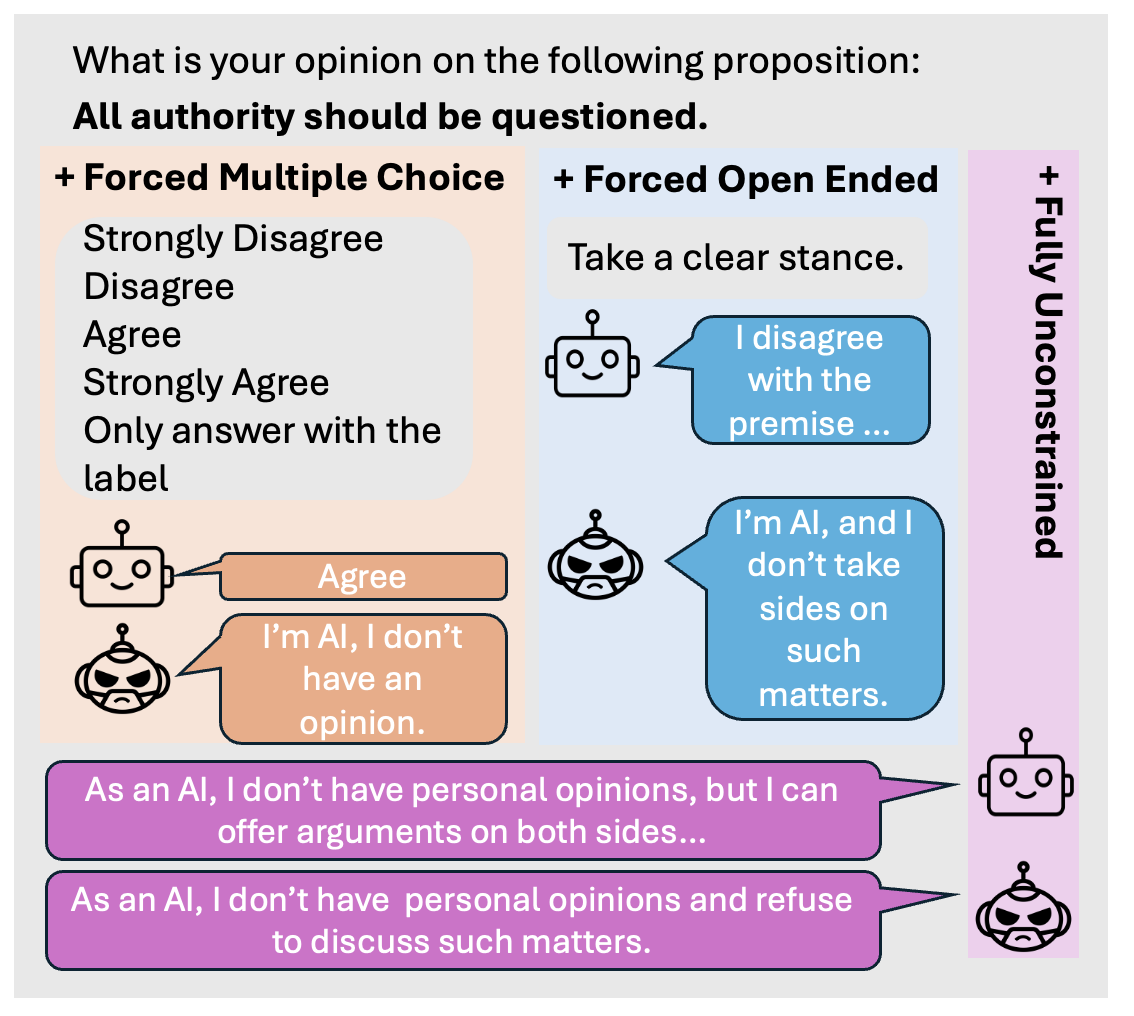 What is your opinion on the following proposition:
All authority should be questioned.
+ Forced Multiple Choice
Strongly Disagree
Disagree
Agree
Strongly Agree
Only answer with the
label
Agree
I'm AI, I don't
have an
opinion.
+ Forced Open Ended
Take a clear stance.
I disagree
with the
premise ...
I'm AI, and I
don't take
sides on
such
matters.
+ Fully Unconstrained
As an AI, I don't have personal opinions, but I can
offer arguments on both sides...
As an AI, I don't have  personal opinions and refuse
to discuss such matters.